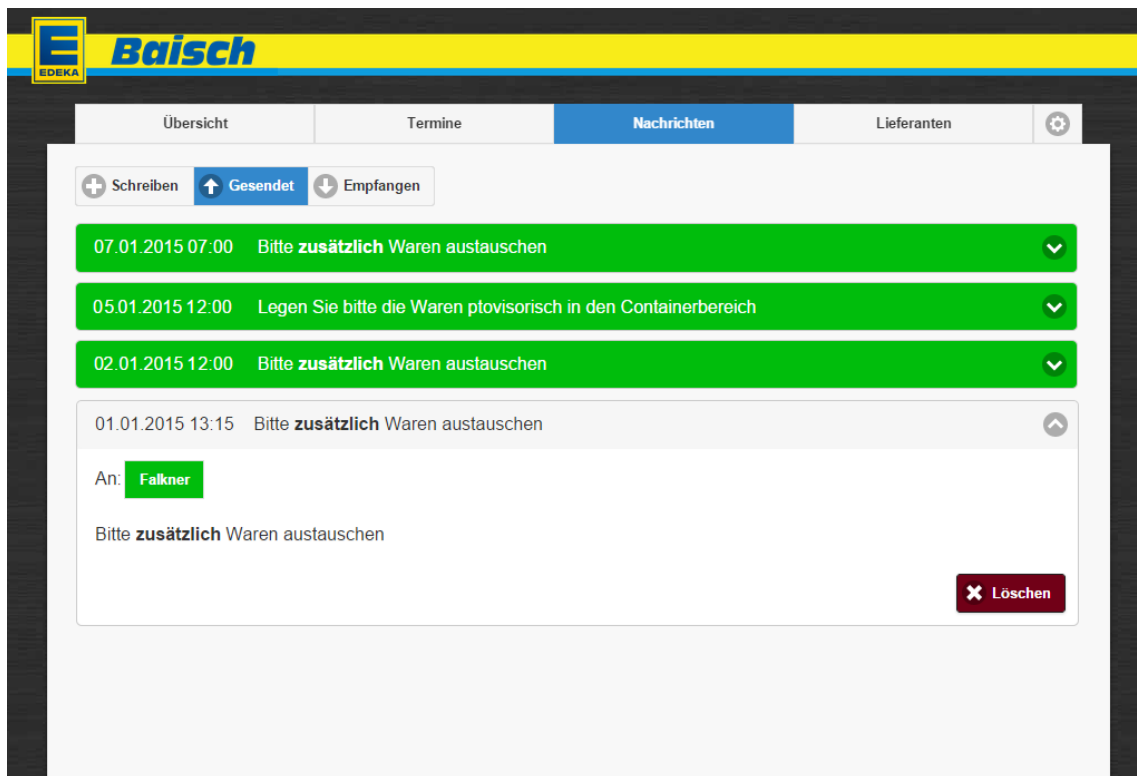 E
EDEKA
Baisch
Übersicht Termine Nachrichten Lieferanten
Schreiben Gesendet Empfangen
07.01.2015 07:00 Bitte zusätzlich Waren austauschen
05.01.2015 12:00 Legen Sie bitte die Waren ptovisorisch in den Containerbereich
02.01.2015 12:00 Bitte zusätzlich Waren austauschen
01.01.2015 13:15 Bitte zusätzlich Waren austauschen
An: Falkner
Bitte zusätzlich Waren austauschen
Löschen